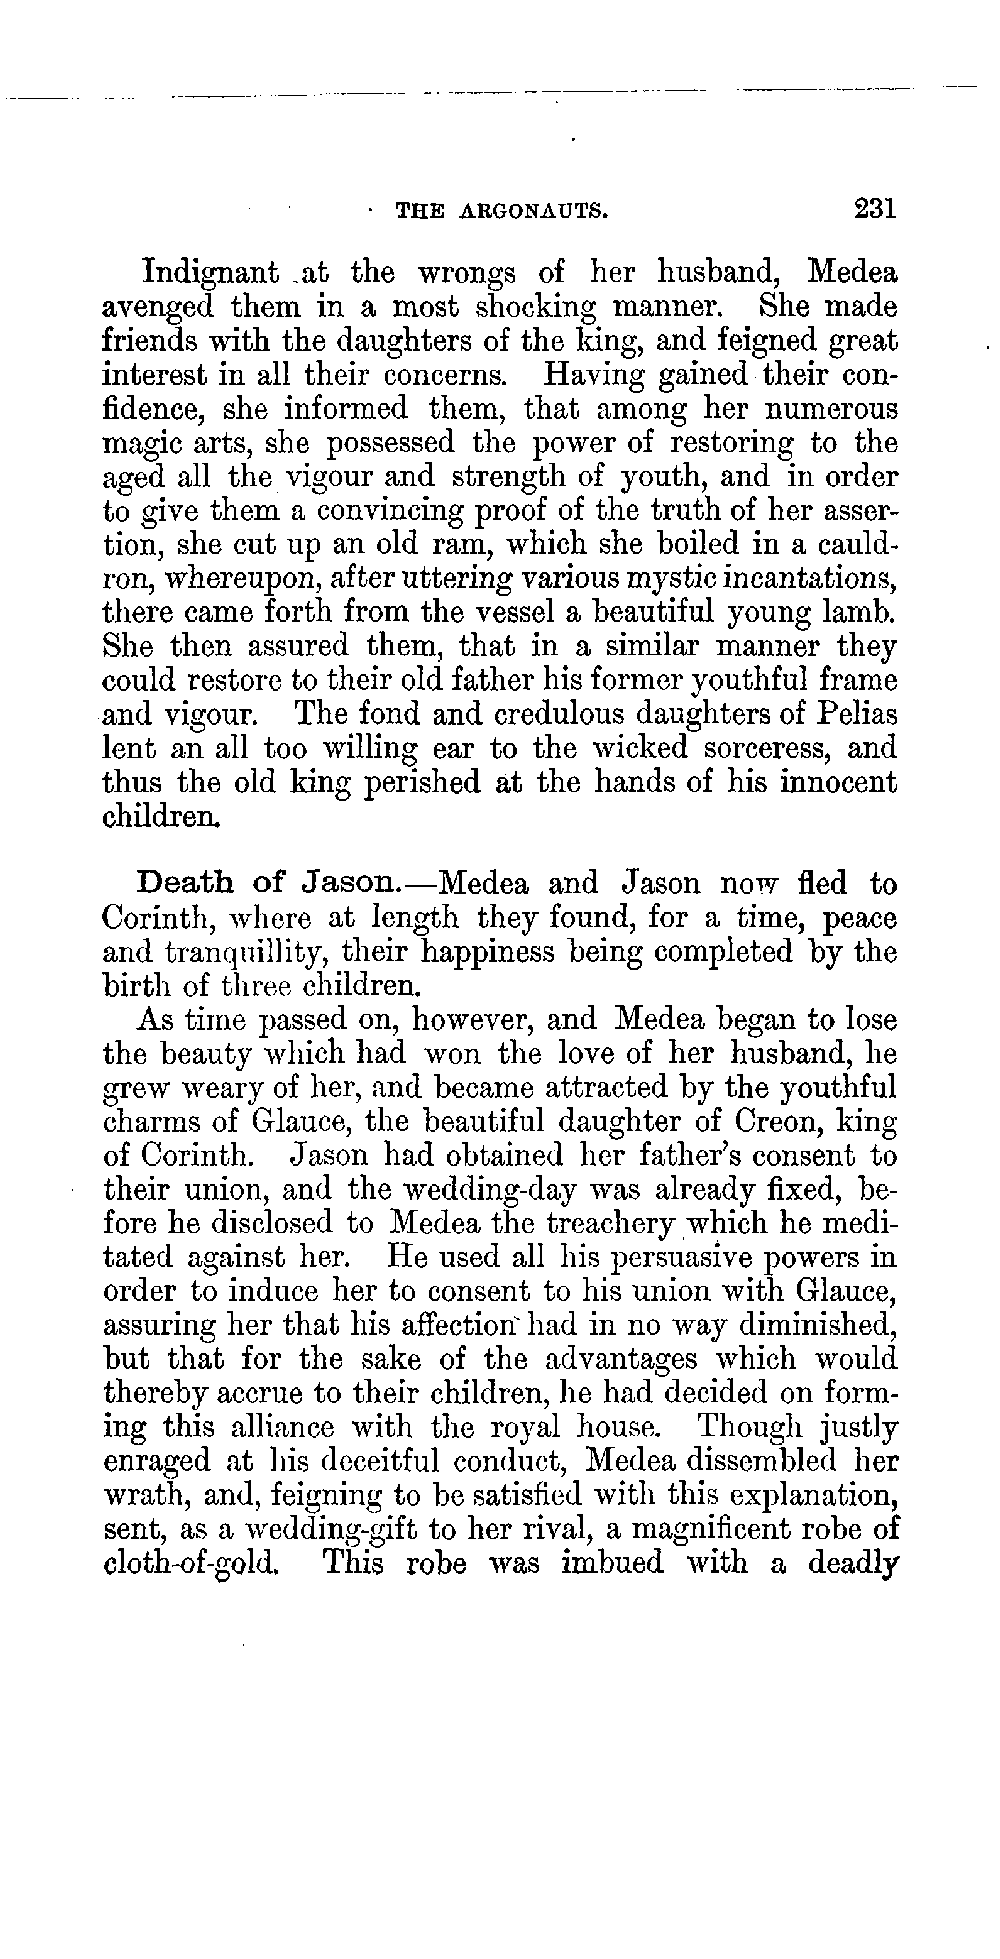 THE ARGONAUTS. 231
Indignant at the wrongs of her husband, Medea
avenged them in a most shocking manner. She made
friends with the daughters of the king, and feigned great
interest in all their concerns. Having gained their con-
fidence, she informed them, that among her numerous
magic arts, she possessed the power of restoring to the
aged all the vigour and strength of youth, and in order
to give them a convincing proof of the truth of her asser-
tion, she cut up an old ram, which she boiled in a cauld-
ron, whereupon, after uttering various mystic incantations,
there came forth from the vessel a beautiful young lamb.
She then assured them, that in a similar manner they
could restore to their old father his former youthful frame
and vigour. The fond and credulous daughters of Pelias
lent an all too willing ear to the wicked sorceress, and
thus the old king perished at the hands of his innocent
children.
Death of Jason.—Medea and Jason now fled to
Corinth, where at length they found, for a time, peace
and tranquillity, their happiness being completed by the
birth of three children.
As time passed on, however, and Medea began to lose
the beauty which had won the love of her husband, he
grew weary of her, and became attracted by the youthful
charms of Glauce, the beautiful daughter of Creon, king
of Corinth. Jason had obtained her father's consent to
their union, and the wedding-day was already fixed, be-
fore he disclosed to Medea the treachery which he medi-
tated against her. He used all his persuasive powers in
order to induce her to consent to his union with Glauce,
assuring her that his affection had in no way diminished,
but that for the sake of the advantages which would
thereby accrue to their children, he had decided on form-
ing this alliance with the royal house. Though justly
enraged at his deceitful conduct, Medea dissembled her
wrath, and, feigning to be satisfied with this explanation,
sent, as a wedding-gift to her rival, a magnificent robe of
cloth-of-gold. This robe was imbued with a deadly